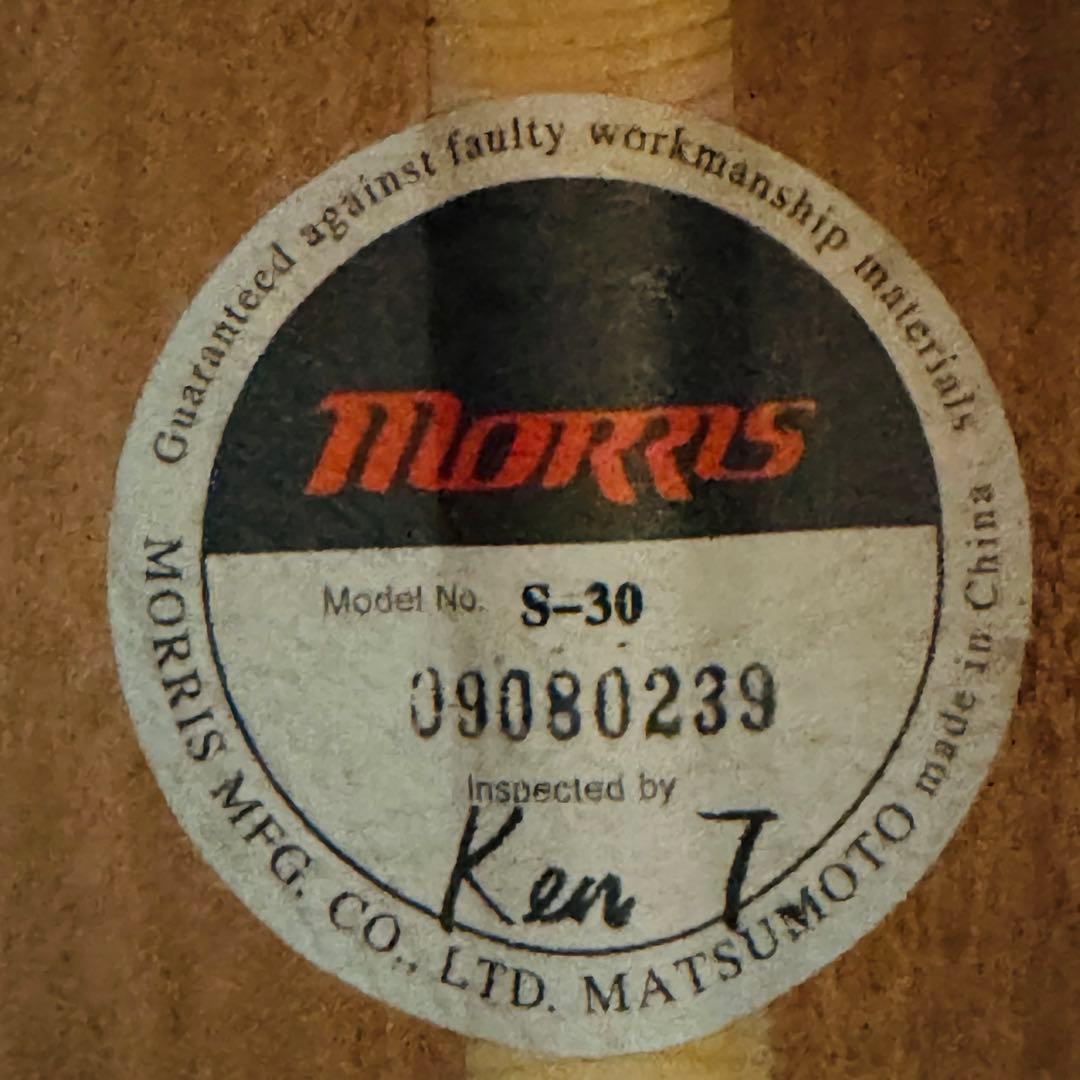 Guaranteed against faulty workmanship materials
MORRIS
Model No. S-30
09080239
Inspected by
Ken T
MORRIS MFG. CO., LTD. MATSUMOTO made in China